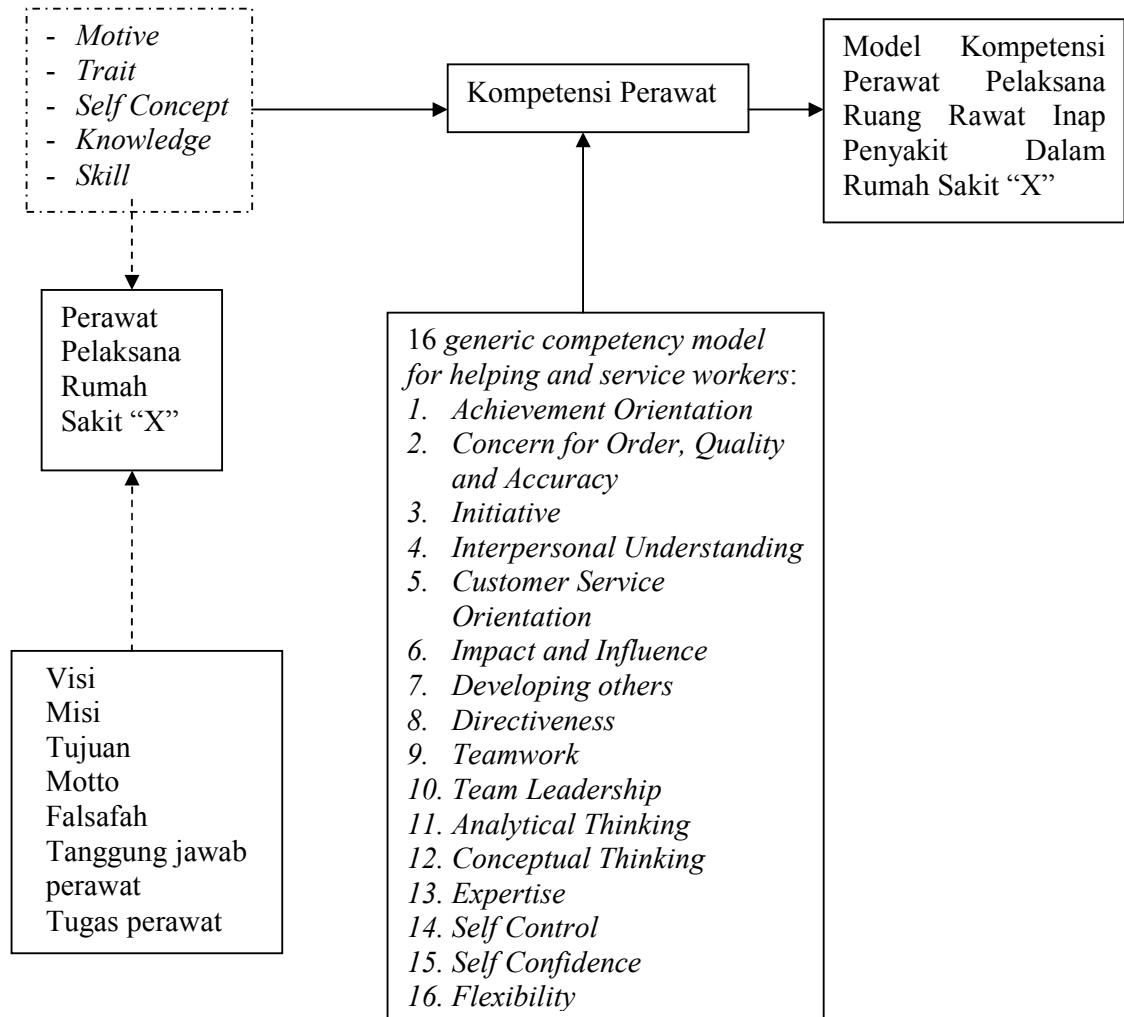 - Motive
- Trait
- Self Concept
- Knowledge
- Skill
Kompetensi Perawat
Model Kompetensi
Perawat Pelaksana
Ruang Rawat Inap
Penyakit Dalam
Rumah Sakit “X”
Perawat
Pelaksana
Rumah
Sakit “X”
Visi
Misi
Tujuan
Motto
Falsafah
Tanggung jawab
perawat
Tugas perawat
16 generic competency model
for helping and service workers:
1. Achievement Orientation
2. Concern for Order, Quality
and Accuracy
3. Initiative
4. Interpersonal Understanding
5. Customer Service
Orientation
6. Impact and Influence
7. Developing others
8. Directiveness
9. Teamwork
10. Team Leadership
11. Analytical Thinking
12. Conceptual Thinking
13. Expertise
14. Self Control
15. Self Confidence
16. Flexibility